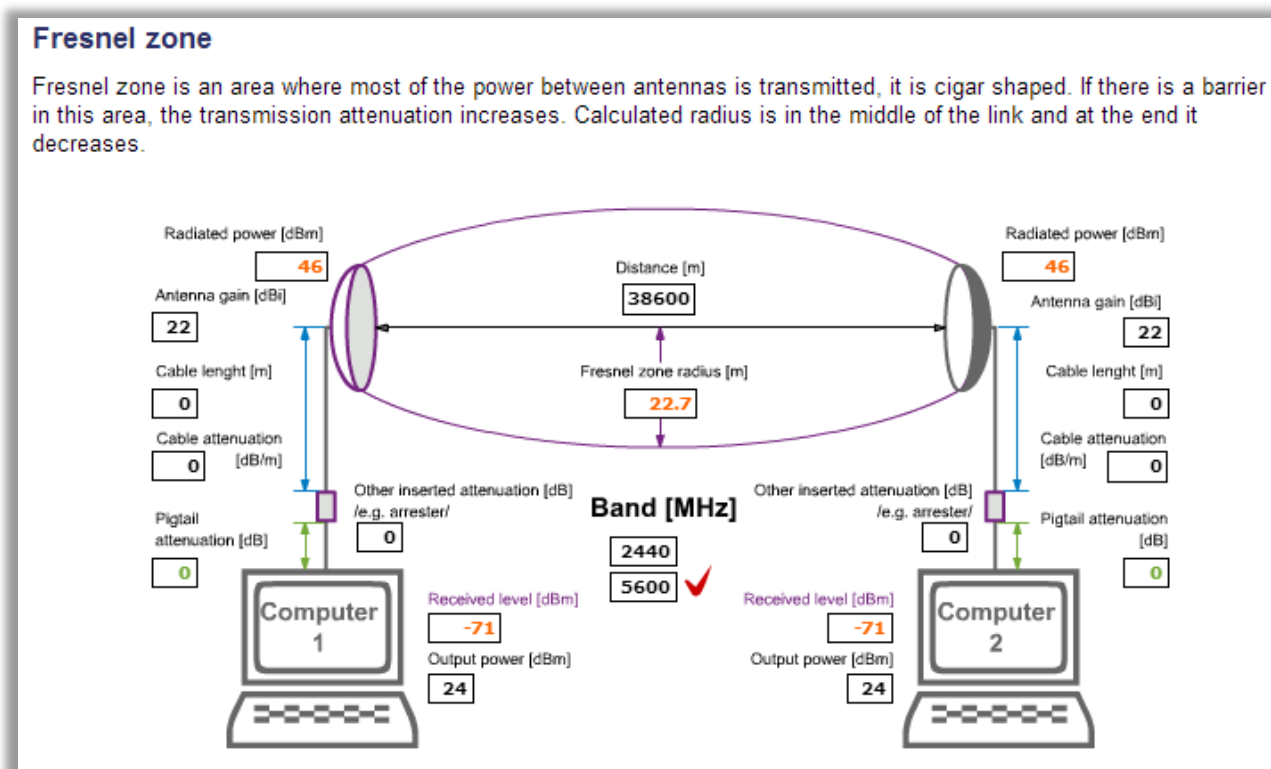 Fresnel zone
Fresnel zone is an area where most of the power between antennas is transmitted, it is cigar shaped. If there is a barrier
in this area, the transmission attenuation increases. Calculated radius is in the middle of the link and at the end it
decreases.
Radiated power [dBm]
46
Antenna gain [dBi]
22
Cable lenght [m]
0
Cable attenuation
[dB/m]
0
Pigtail
attenuation [dB]
0
Other inserted attenuation [dB]
/e.g. arrester/
0
Computer
1
Received level [dBm]
-71
Output power [dBm]
24
Distance [m]
38600
Fresnel zone radius [m]
22.7
Band [MHz]
2440
5600
Radiated power [dBm]
46
Antenna gain [dBi]
22
Cable lenght [m]
0
Cable attenuation
[dB/m]
0
Other inserted attenuation [dB]
/e.g. arrester/
0
Pigtail attenuation
[dB]
0
Received level [dBm]
-71
Output power [dBm]
24
Computer
2